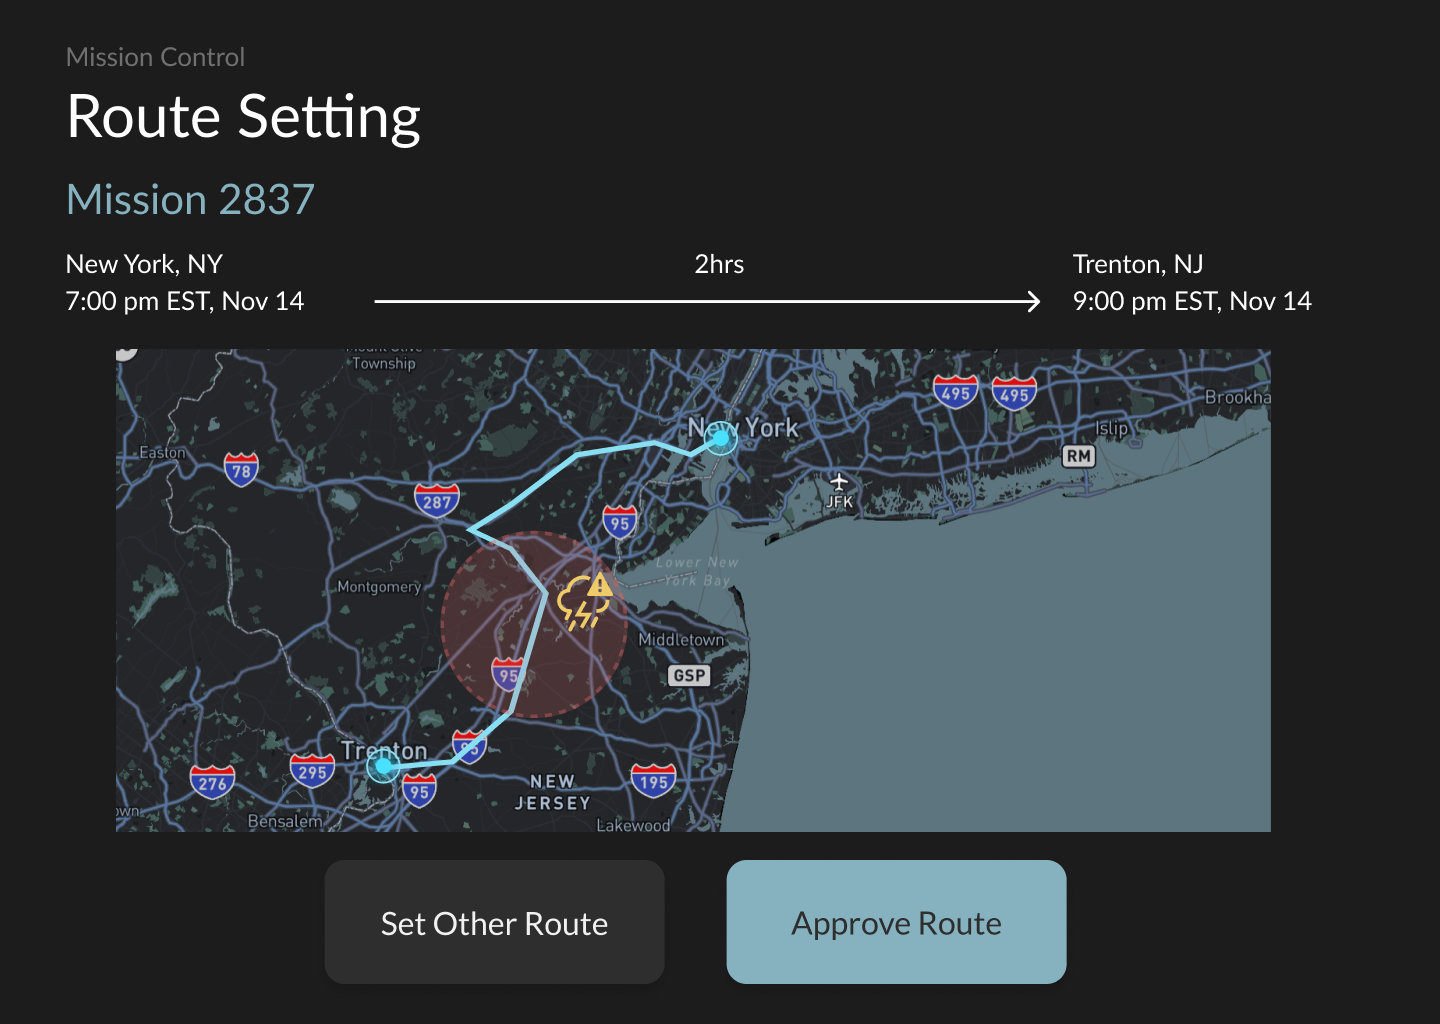 Mission Control
Route Setting
Mission 2837
New York, NY
2hrs
Trenton, NJ
7:00 pm EST, Nov 14
9:00 pm EST, Nov 14
Township
495
495
Brookha
New York
Islip
Easton
RM
78
287
JFK
95
Lower New
York Bay
Montgomery
Middletown
95
GSP
Trenton
95
295
276
95
NEW
JERSEY
195
own
Bensalem
Lakewood
Set Other Route
Approve Route